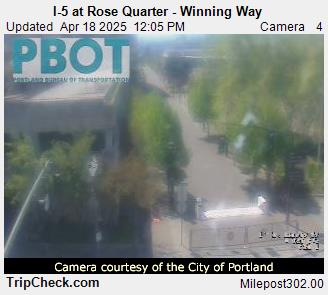 I-5 at Rose Quarter - Winning Way
Updated Apr 18 2025 12:05 PM Camera 4
PBOT
PORTLAND BUREAU OF TRANSPORTATION
Camera courtesy of the City of Portland
TripCheck.com Milepost302.00